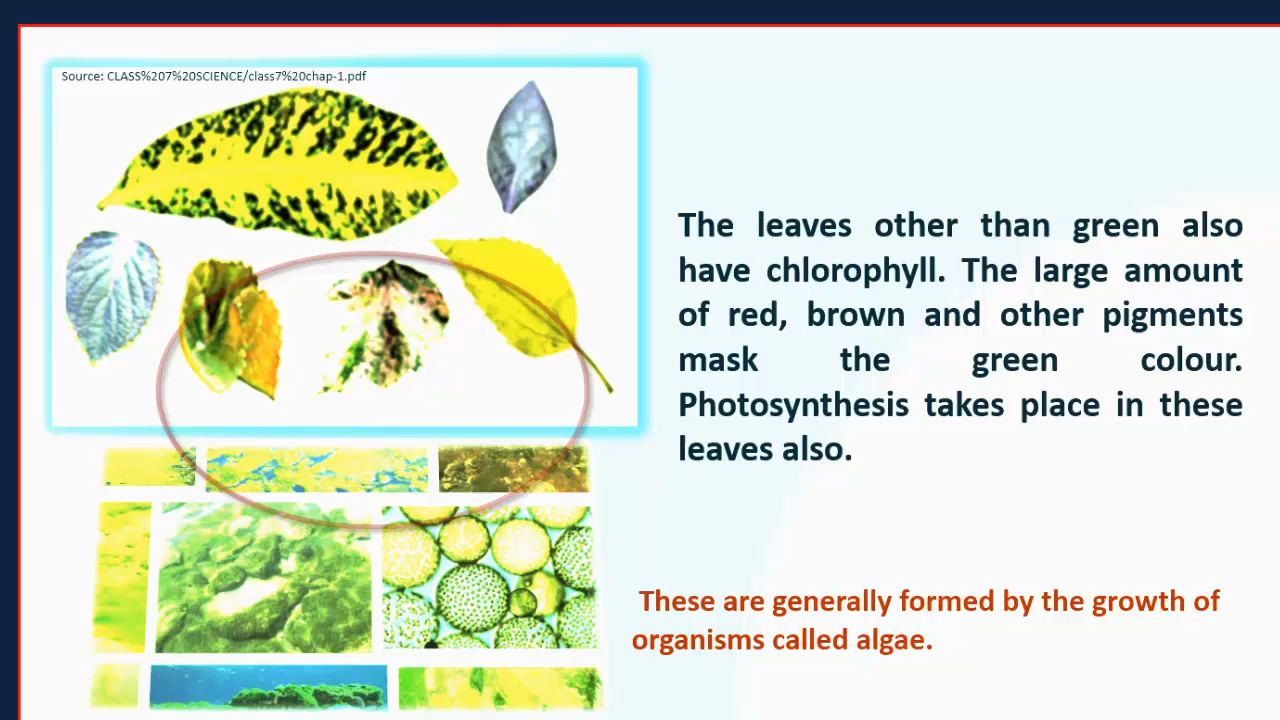 Source: CLASS%207%20SCIENCE/class7%20chap-1.pdf
The leaves other than green also
have chlorophyll. The large amount
of red, brown and other pigments
mask the green colour.
Photosynthesis takes place in these
leaves also.
These are generally formed by the growth of
organisms called algae.